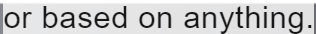 or based on anything.